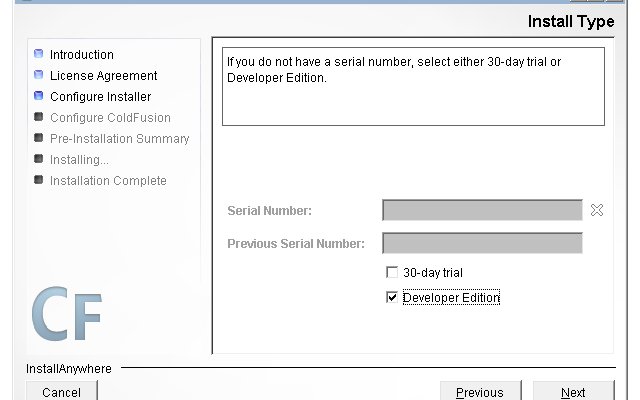 Install Type
Introduction
License Agreement
Configure Installer
Configure ColdFusion
Pre-Installation Summary
Installing...
Installation Complete
If you do not have a serial number, select either 30-day trial or
Developer Edition.
Serial Number:
Previous Serial Number:
30-day trial
Developer Edition
CF
InstallAnywhere
Cancel
Previous
Next